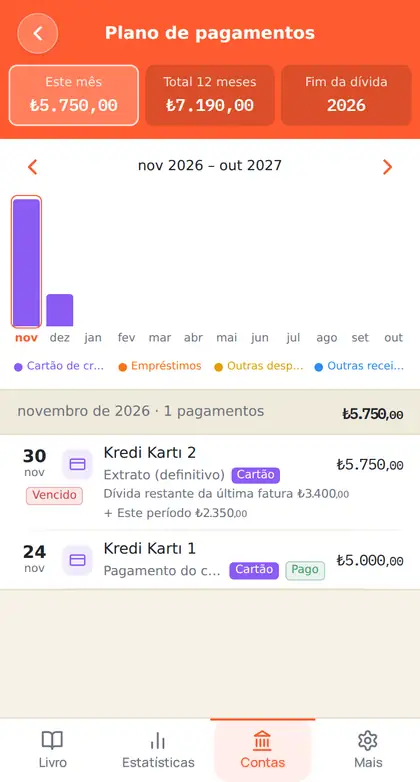 Plano de pagamentos
Este mês
₺5.750,00
Total 12 meses
₺7.190,00
Fim da dívida
2026
nov 2026 – out 2027
nov dez jan fev mar abr mai jun jul ago set out
Cartão de cr... Empréstimos Outras desp... Outras recei...
novembro de 2026 · 1 pagamentos ₺5.750,00
30 nov
Vencido
Kredi Kartı 2
Extrato (definitivo) Cartão
₺5.750,00
Dívida restante da última fatura ₺3.400,00
+ Este período ₺2.350,00
24 nov
Kredi Kartı 1
Pagamento do c... Cartão Pago
₺5.000,00
Livro Estatísticas Contas Mais